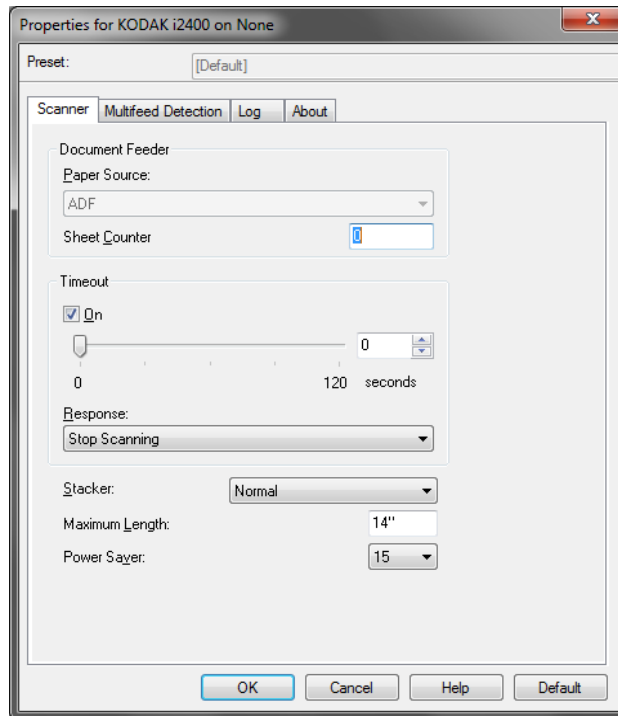 Properties for KODAK i2400 on None
Preset: [Default]
Scanner Multifeed Detection Log About
Document Feeder
Paper Source:
ADF
Sheet Counter 0
Timeout
On
0
0 120 seconds
Response:
Stop Scanning
Stacker: Normal
Maximum Length: 14"
Power Saver: 15
OK Cancel Help Default